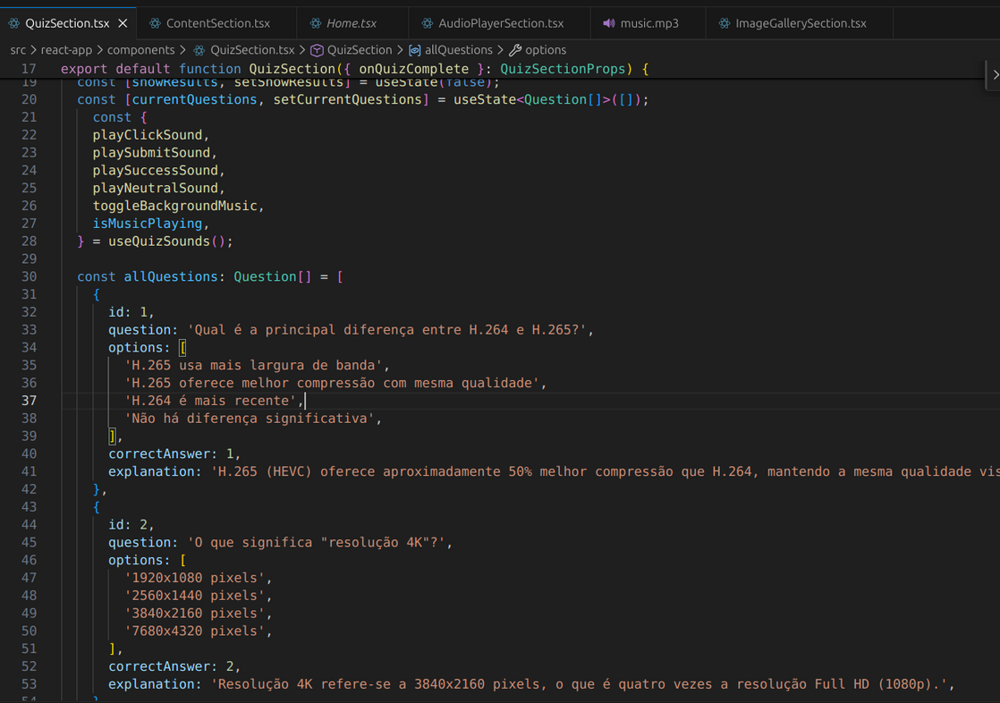 QuizSection.tsx ContentSection.tsx Home.tsx AudioPlayerSection.tsx music.mp3 ImageGallerySection.tsx
src > react-app > components > QuizSection.tsx > QuizSection > allQuestions > options
17 export default function QuizSection({ onQuizComplete }: QuizSectionProps) {
19 const [showResults, setShowResults] = useState(false);
20 const [currentQuestions, setCurrentQuestions] = useState<Question[]>([]);
21 const {
22 playClickSound,
23 playSubmitSound,
24 playSuccessSound,
25 playNeutralSound,
26 toggleBackgroundMusic,
27 isMusicPlaying,
28 } = useQuizSounds();
29
30 const allQuestions: Question[] = [
31 {
32 id: 1,
33 question: 'Qual é a principal diferença entre H.264 e H.265?',
34 options: [
35 'H.265 usa mais largura de banda',
36 'H.265 oferece melhor compressão com mesma qualidade',
37 'H.264 é mais recente',
38 'Não há diferença significativa',
39 ],
40 correctAnswer: 1,
41 explanation: 'H.265 (HEVC) oferece aproximadamente 50% melhor compressão que H.264, mantendo a mesma qualidade vis
42 },
43 {
44 id: 2,
45 question: 'O que significa "resolução 4K"?',
46 options: [
47 '1920x1080 pixels',
48 '2560x1440 pixels',
49 '3840x2160 pixels',
50 '7680x4320 pixels',
51 ],
52 correctAnswer: 2,
53 explanation: 'Resolução 4K refere-se a 3840x2160 pixels, o que é quatro vezes a resolução Full HD (1080p).',
54 }